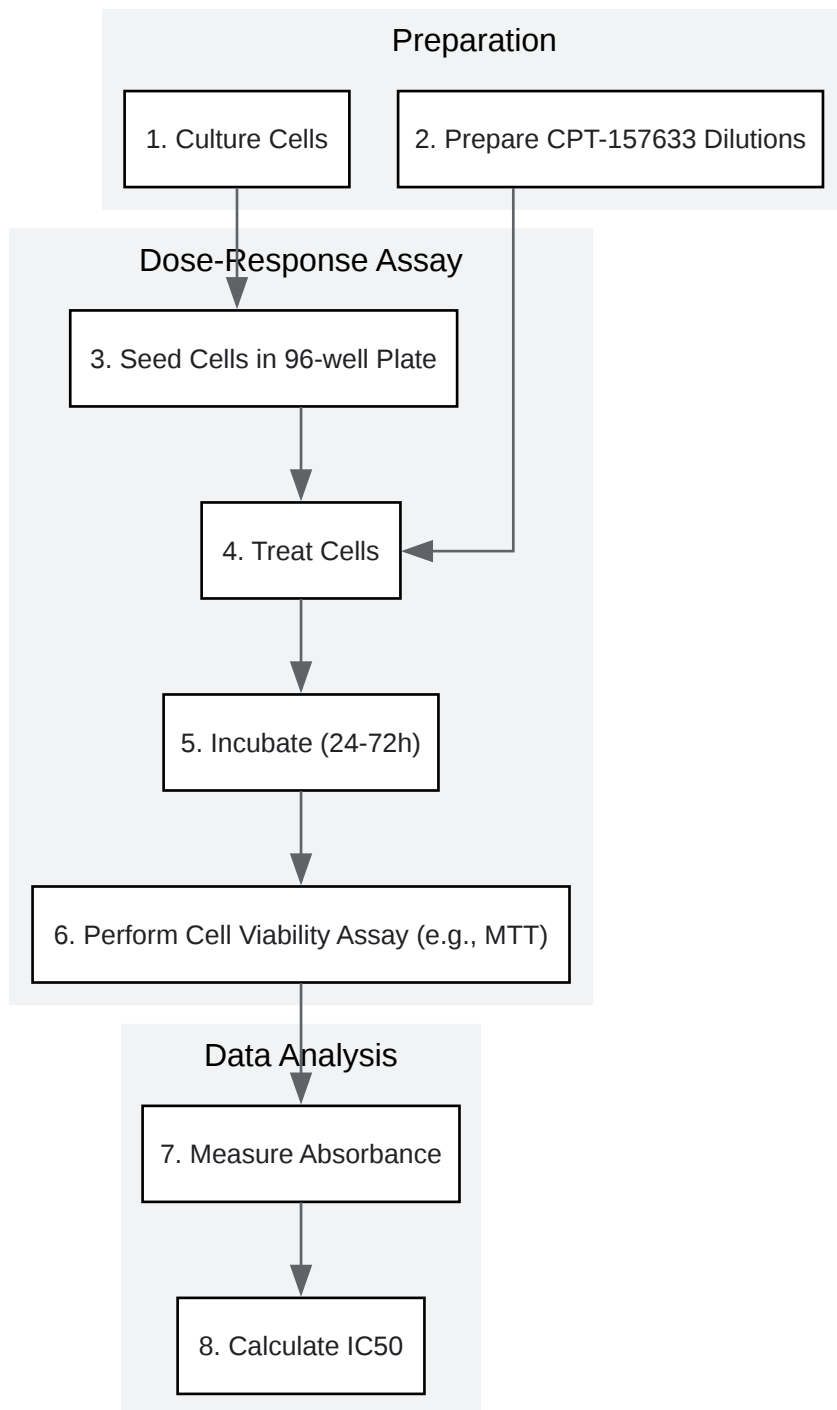 Preparation
1. Culture Cells
2. Prepare CPT-157633 Dilutions
Dose-Response Assay
3. Seed Cells in 96-well Plate
4. Treat Cells
5. Incubate (24-72h)
6. Perform Cell Viability Assay (e.g., MTT)
Data Analysis
7. Measure Absorbance
8. Calculate IC50